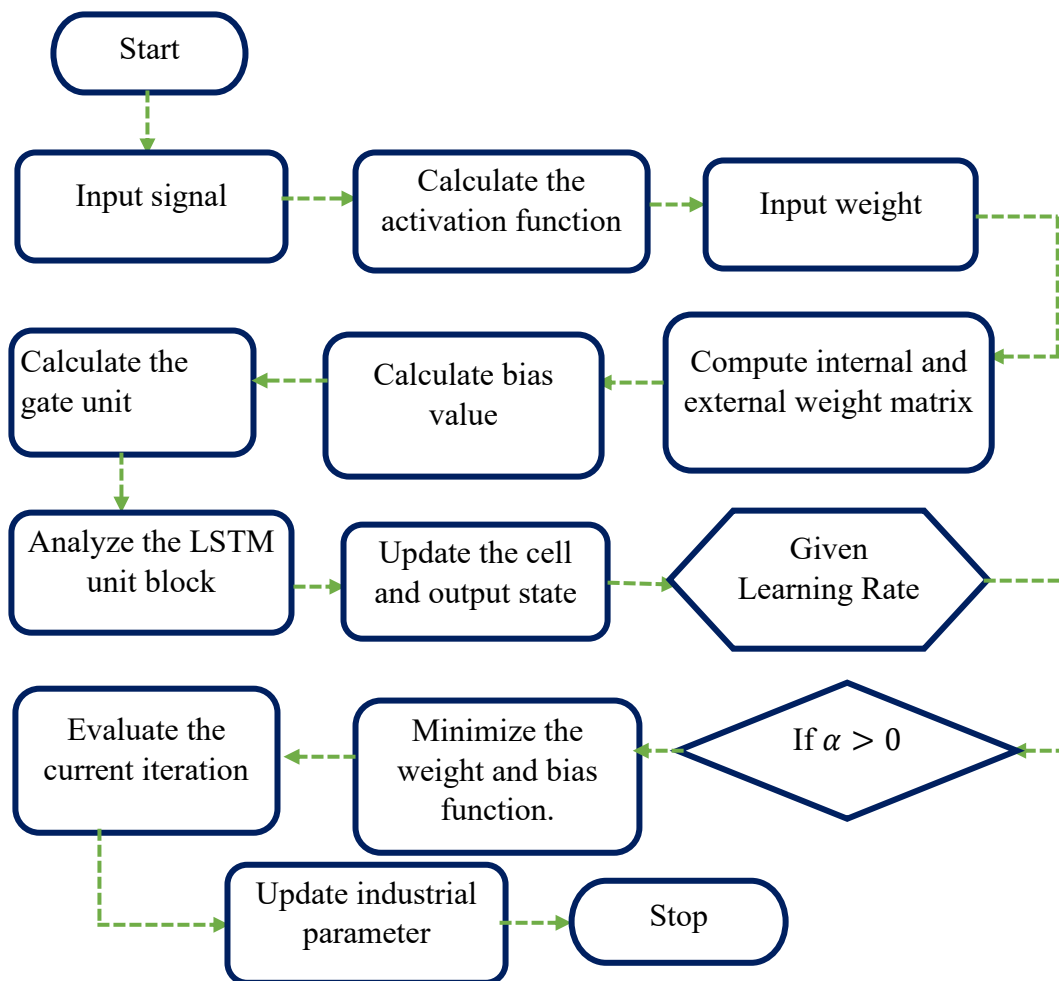 Start
Input signal
Calculate the
activation function
Input weight
Compute internal and
external weight matrix
Calculate bias
value
Calculate the
gate unit
Analyze the LSTM
unit block
Update the cell
and output state
Given
Learning Rate
If α > 0
Minimize the
weight and bias
function.
Evaluate the
current iteration
Update industrial
parameter
Stop